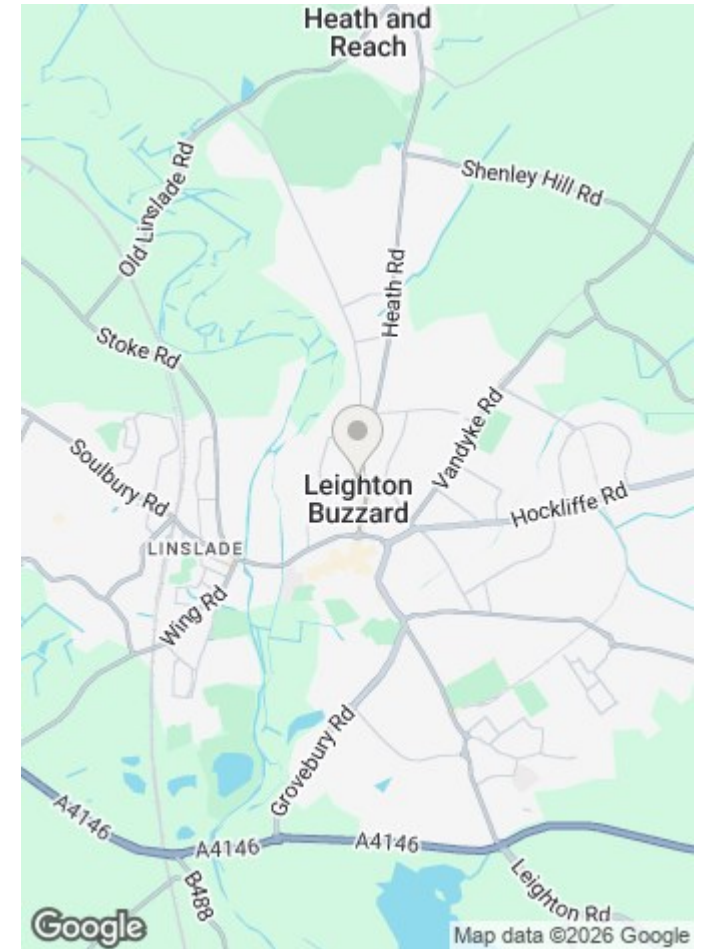 Heath and
Reach
Shenley Hill Rd
Old Linslade Rd
Heath Rd
Stoke Rd
Vandyke Rd
Soulbury Rd
Leighton
Buzzard
Hockliffe Rd
LINSLADE
Wing Rd
Grovebury Rd
A4146
A4146
A4146
B488
Leighton Rd
Google
Map data ©2026 Google